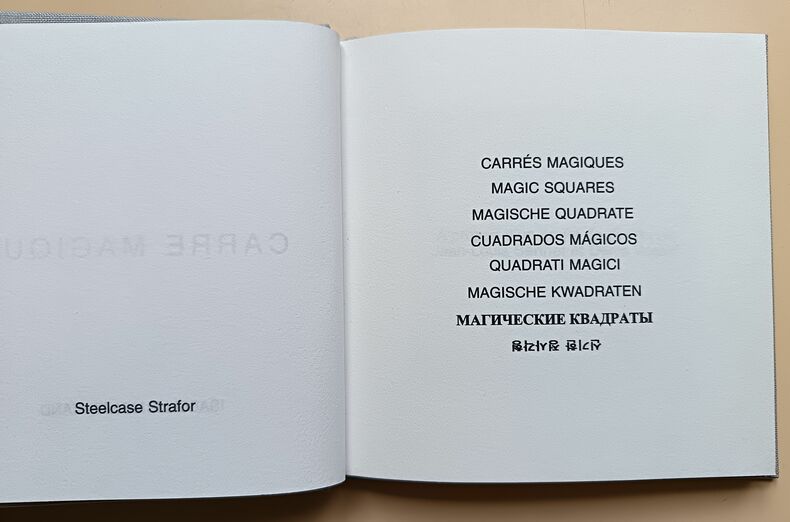 Steelcase Strafor
CARRÉS MAGIQUES
MAGIC SQUARES
MAGISCHE QUADRATE
CUADRADOS MÁGICOS
QUADRATI MAGICI
MAGISCHE KWADRATEN
МАГИЧЕСКИЕ КВАДРАТЫ